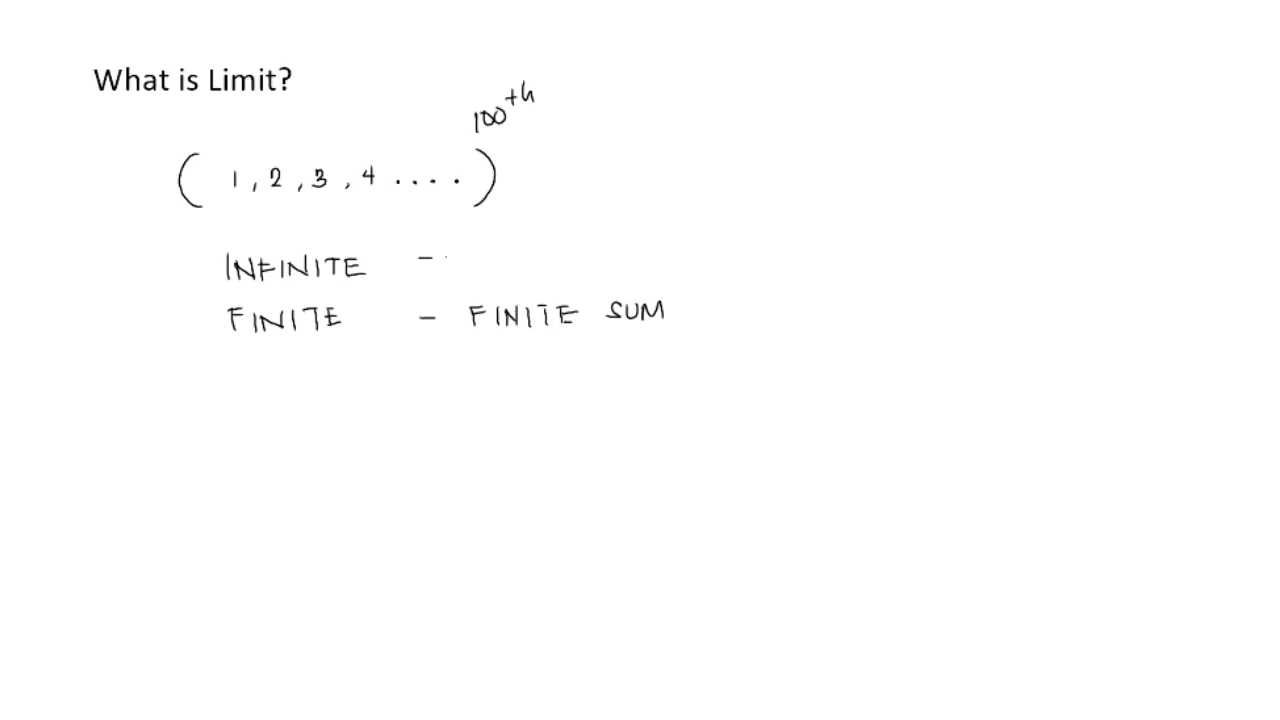 What is Limit?
100th
( 1, 2, 3, 4 .... )
INFINITE -
FINITE - FINITE SUM